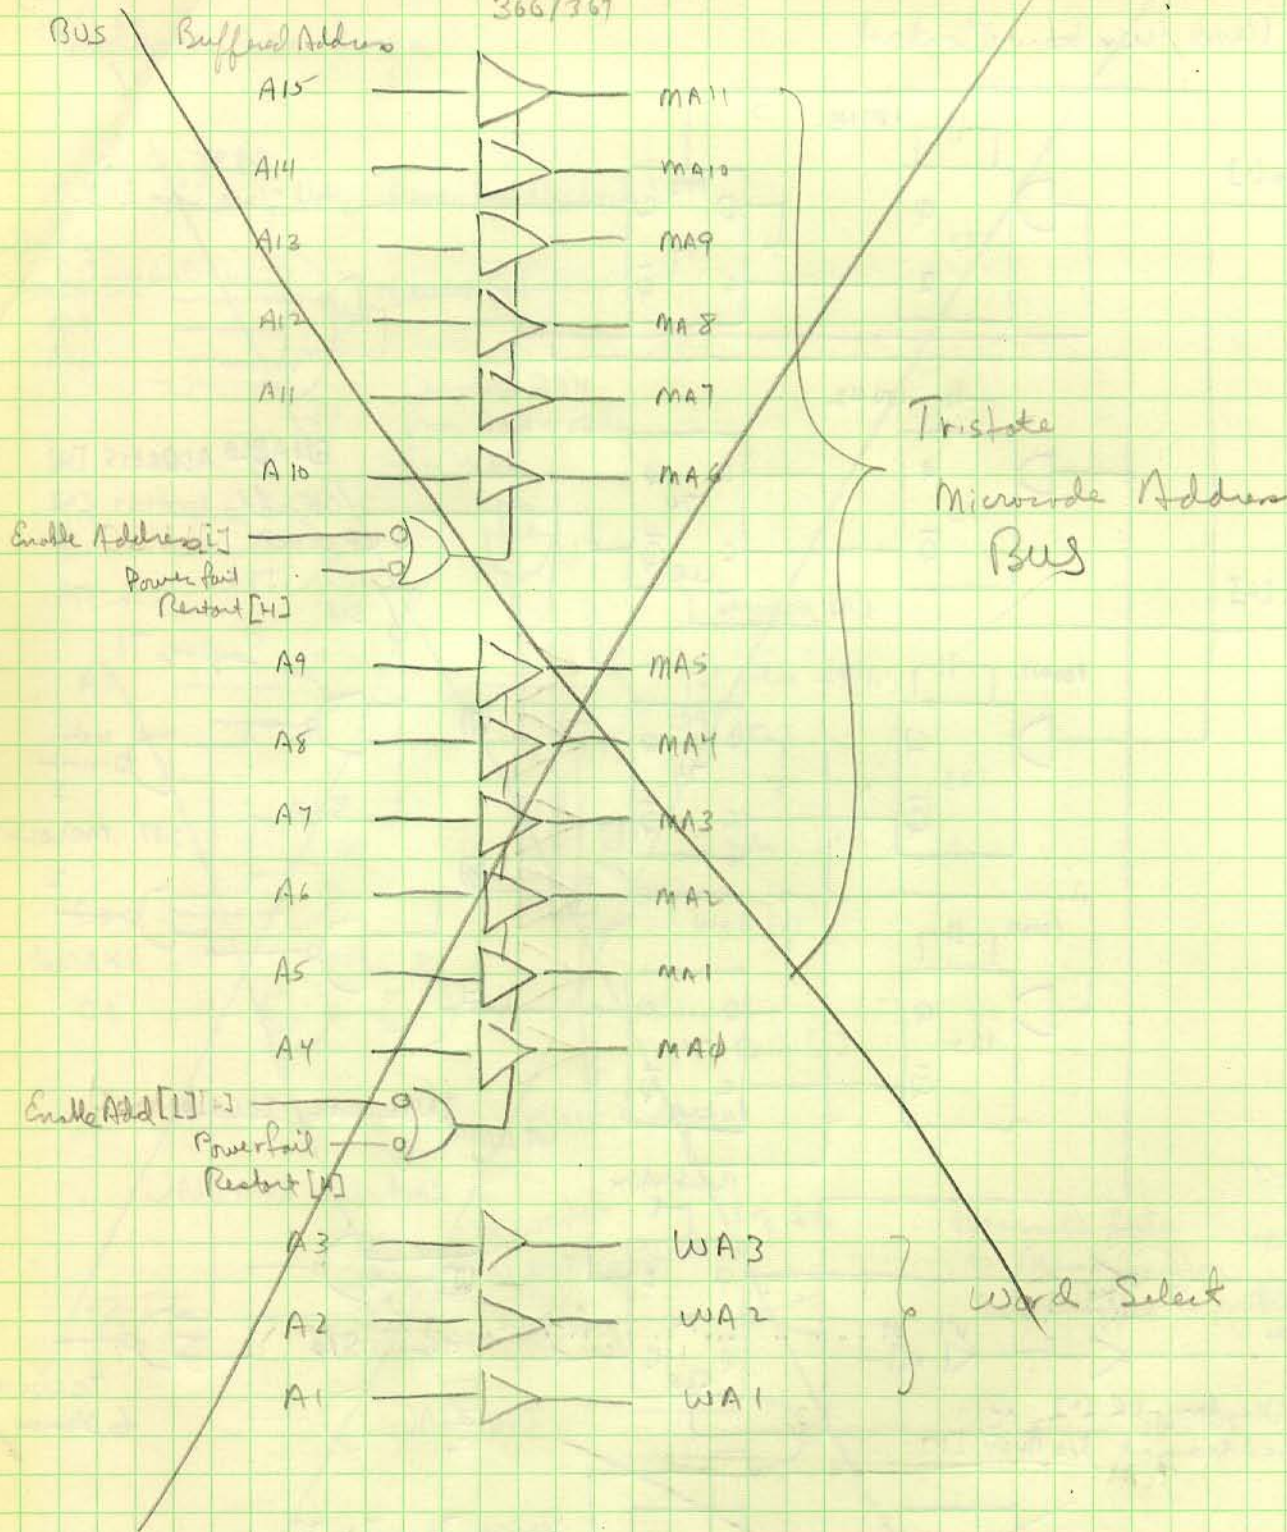 366/367
BUS Buffered Address
A15 MA11
A14 MA10
A13 MA9
A12 MA8
A11 MA7
Tristate
A10 MA6
Microcode Address
Enable Address
BUS
Powerfail
Restart [H]
A9 MA5
A8 MA4
A7 MA3
A6 MA2
A5 MA1
A4 MAφ
Enable Add [L]
Powerfail
Restart [H]
A3 WA3
Word Select
A2 WA2
A1 WA1